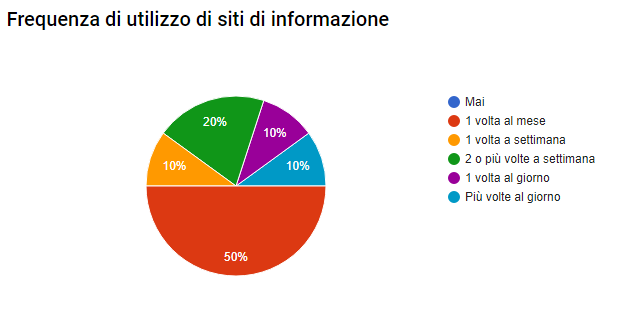 Frequenza di utilizzo di siti di informazione
20%
10%
10%
10%
50%
Mai
1 volta al mese
1 volta a settimana
2 o più volte a settimana
1 volta al giorno
Più volte al giorno